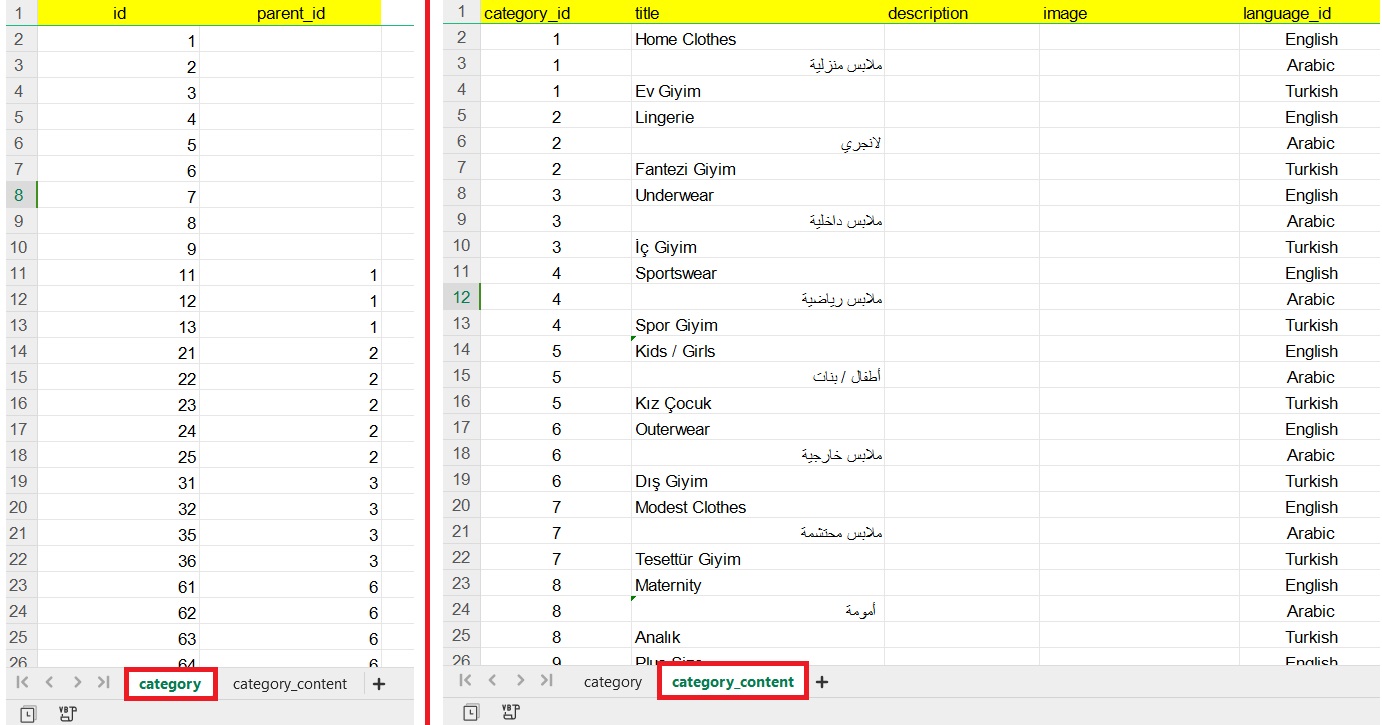 1 id parent_id
2 1
3 2
4 3
5 4
6 5
7 6
8 7
9 8
10 9
11 11 1
12 12 1
13 13 1
14 21 2
15 22 2
16 23 2
17 24 2
18 25 2
19 31 3
20 32 3
21 35 3
22 36 3
23 61 6
24 62 6
25 63 6
26 64 6
category category_content +
1 category_id title description image language_id
2 1 Home Clothes English
3 1 ملابس منزلية Arabic
4 1 Ev Giyim Turkish
5 2 Lingerie English
6 2 لانجري Arabic
7 2 Fantezi Giyim Turkish
8 3 Underwear English
9 3 ملابس داخلية Arabic
10 3 İç Giyim Turkish
11 4 Sportswear English
12 4 ملابس رياضية Arabic
13 4 Spor Giyim Turkish
14 5 Kids / Girls English
15 5 أطفال / بنات Arabic
16 5 Kız Çocuk Turkish
17 6 Outerwear English
18 6 ملابس خارجية Arabic
19 6 Dış Giyim Turkish
20 7 Modest Clothes English
21 7 ملابس محتشمة Arabic
22 7 Tesettür Giyim Turkish
23 8 Maternity English
24 8 أمومة Arabic
25 8 Analık Turkish
26 9 Plus Size English
category category_content +